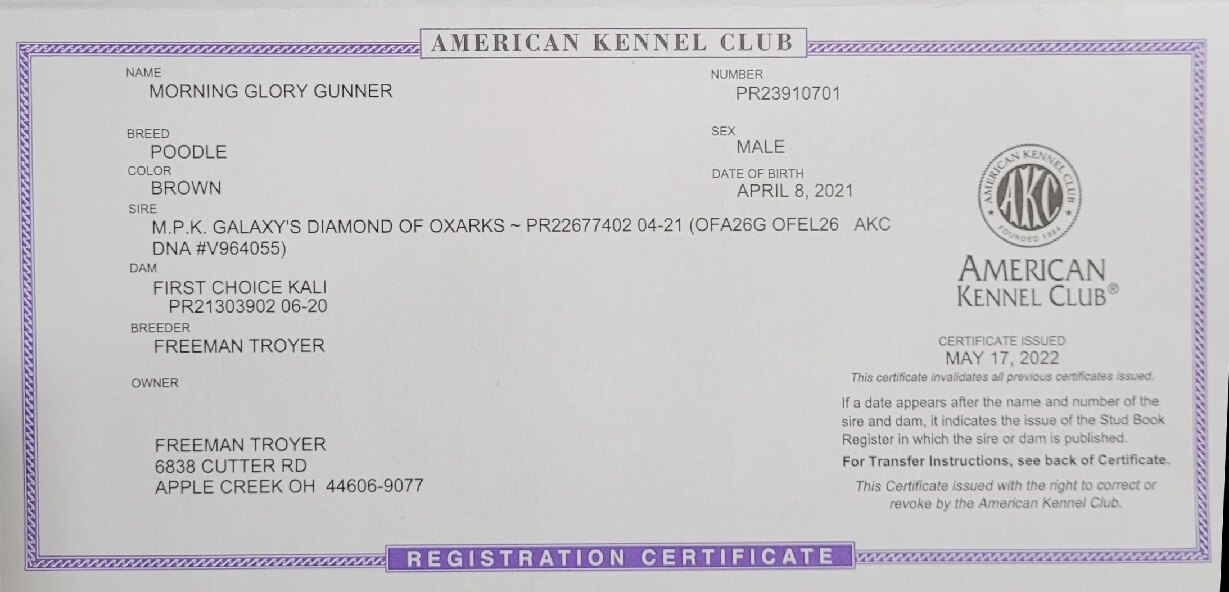 AMERICAN KENNEL CLUB
NAME
MORNING GLORY GUNNER
NUMBER
PR23910701
BREED
POODLE
SEX
MALE
COLOR
BROWN
DATE OF BIRTH
APRIL 8, 2021
SIRE
M.P.K. GALAXY'S DIAMOND OF OXARKS ~ PR22677402 04-21 (OFA26G OFEL26 AKC
DNA #V964055)
DAM
FIRST CHOICE KALI
PR21303902 06-20
BREEDER
FREEMAN TROYER
OWNER
FREEMAN TROYER
6838 CUTTER RD
APPLE CREEK OH 44606-9077
AMERICAN KENNEL CLUB
AKC
FOUNDED 1884
AMERICAN
KENNEL CLUB®
CERTIFICATE ISSUED
MAY 17, 2022
This certificate invalidates all previous certificates issued.
If a date appears after the name and number of the
sire and dam, it indicates the issue of the Stud Book
Register in which the sire or dam is published.
For Transfer Instructions, see back of Certificate.
This Certificate issued with the right to correct or
revoke by the American Kennel Club.
REGISTRATION CERTIFICATE